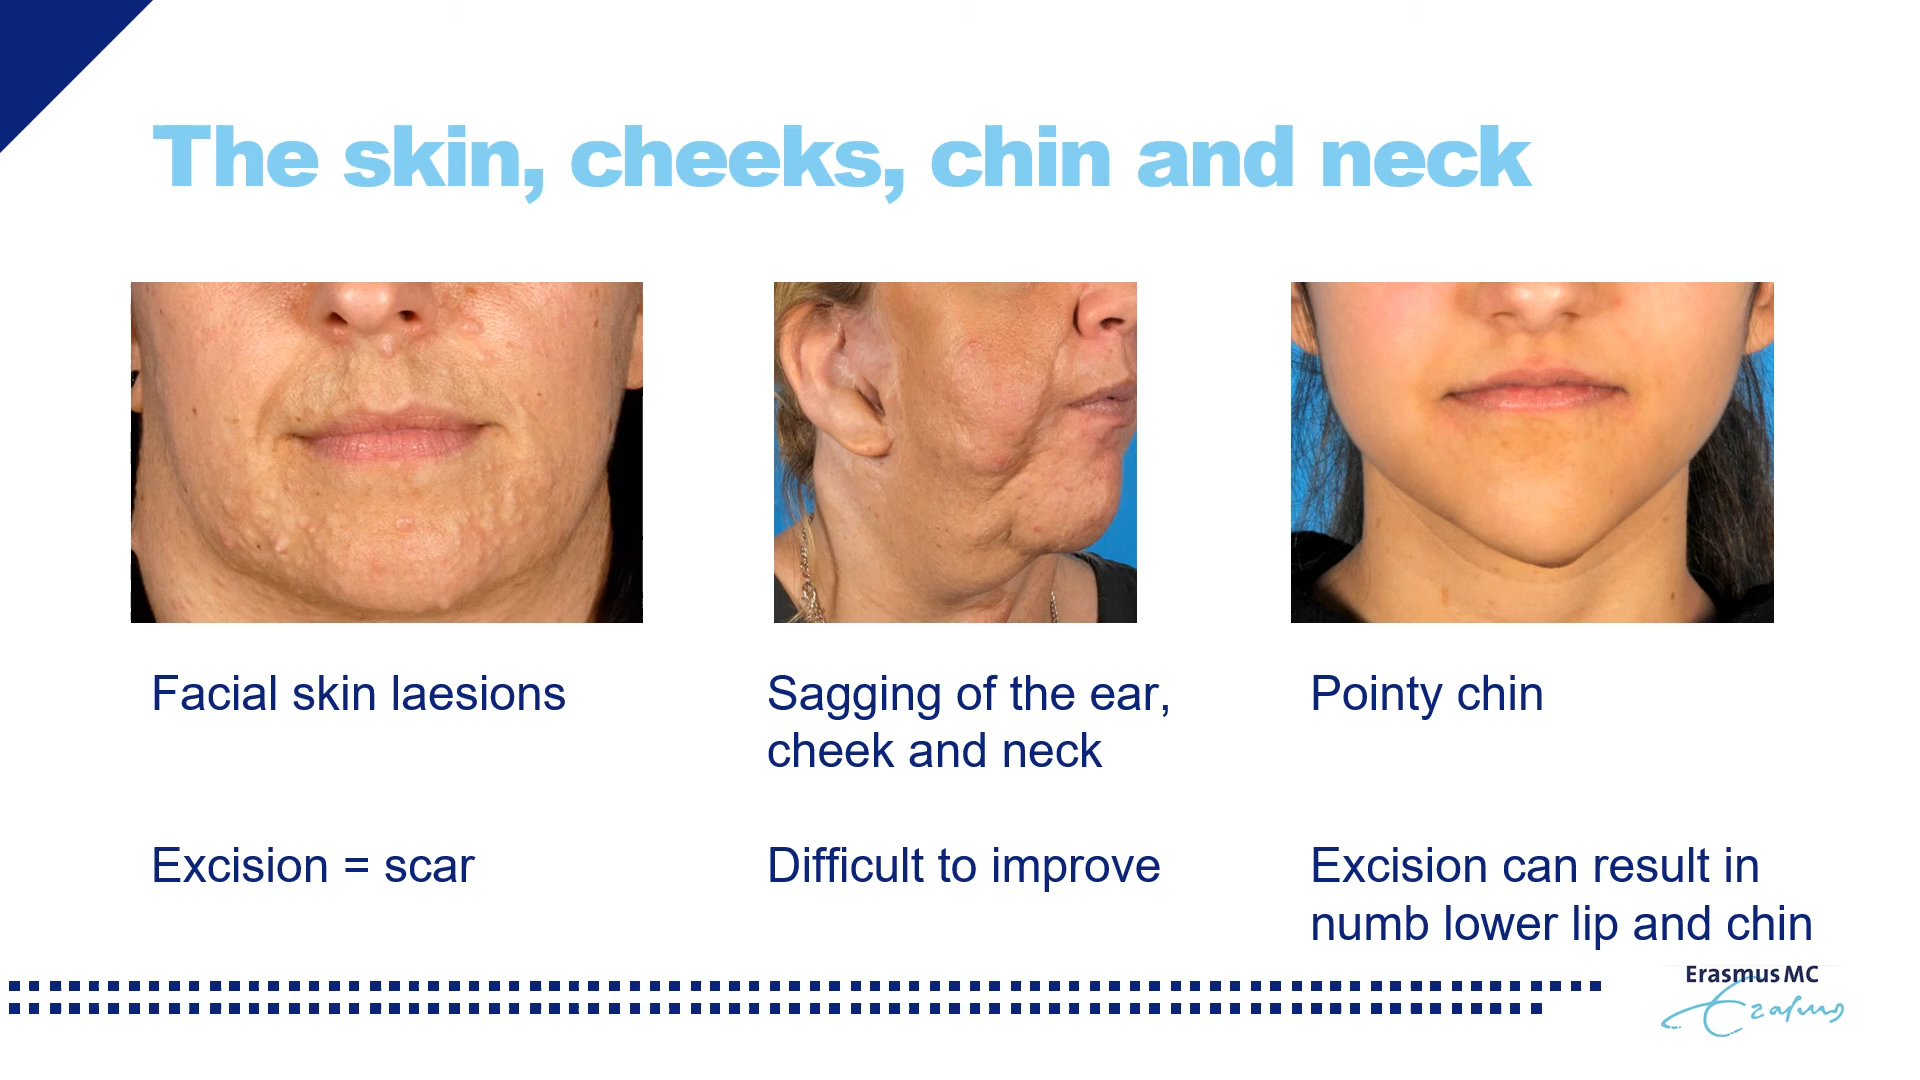 The skin, cheeks, chin and neck
Facial skin laesions
Excision = scar
Sagging of the ear,
cheek and neck
Difficult to improve
Pointy chin
Excision can result in
numb lower lip and chin
Erasmus MC
Erasmus